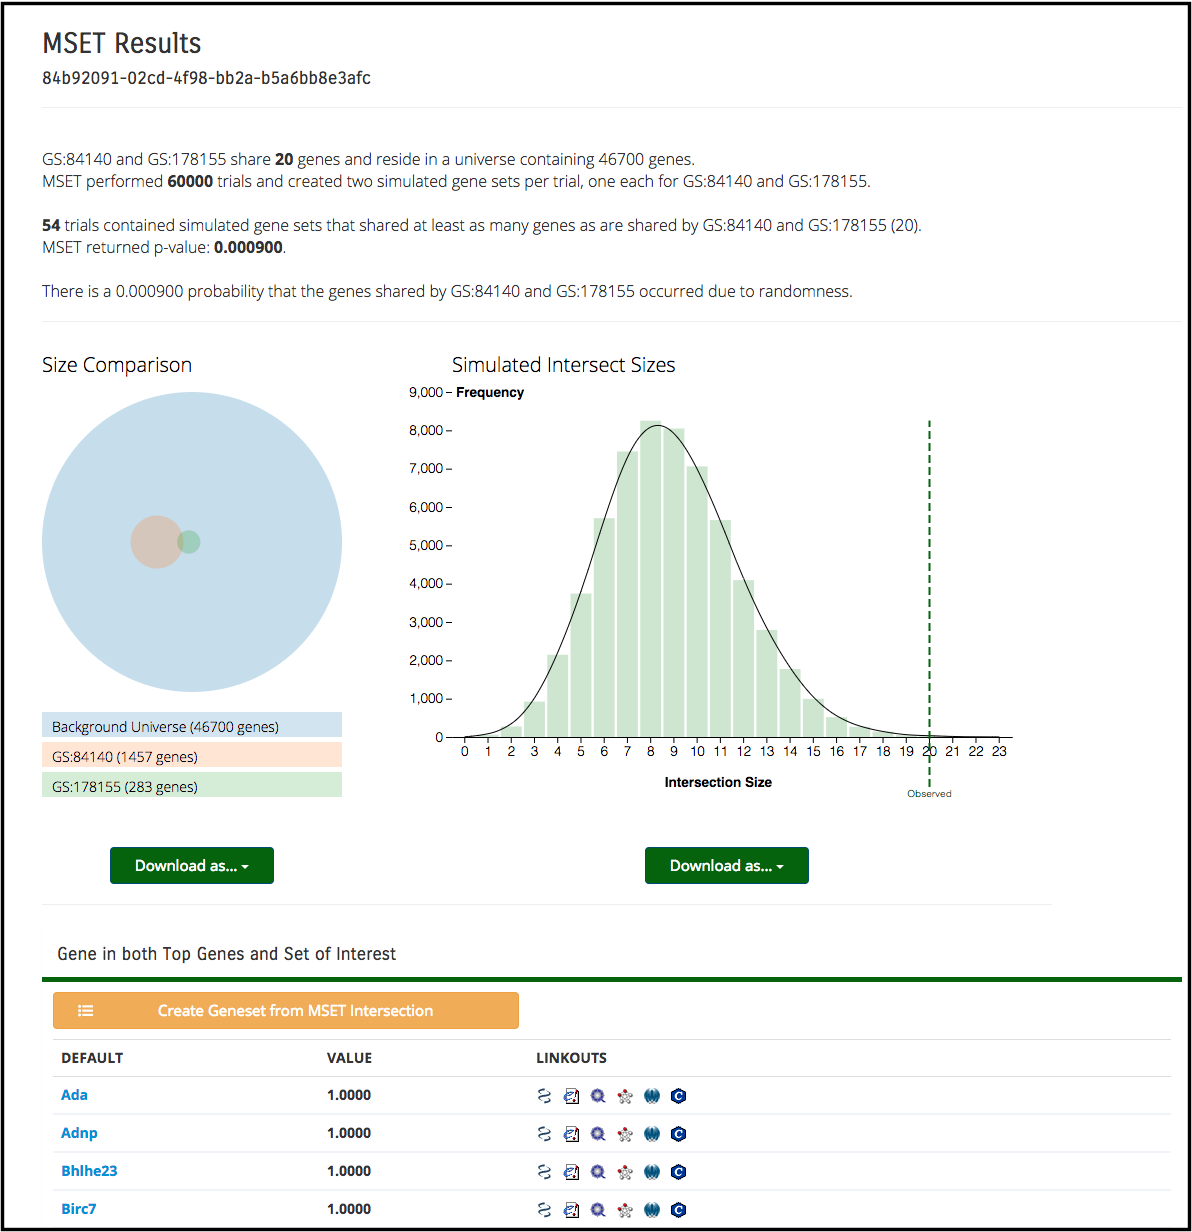 MSET Results
84b92091-02cd-4f98-bb2a-b5a6bb8e3afc
GS:84140 and GS:178155 share 20 genes and reside in a universe containing 46700 genes.
MSET performed 60000 trials and created two simulated gene sets per trial, one each for GS:84140 and GS:178155.
54 trials contained simulated gene sets that shared at least as many genes as are shared by GS:84140 and GS:178155 (20).
MSET returned p-value: 0.000900.
There is a 0.000900 probability that the genes shared by GS:84140 and GS:178155 occurred due to randomness.
Size Comparison
Background Universe (46700 genes)
GS:84140 (1457 genes)
GS:178155 (283 genes)
Download as...
Simulated Intersect Sizes
9,000 Frequency
8,000
7,000
6,000
5,000
4,000
3,000
2,000
1,000
0
0 1 2 3 4 5 6 7 8 9 10 11 12 13 14 15 16 17 18 19 20 21 22 23
Intersection Size
Observed
Download as...
Gene in both Top Genes and Set of Interest
Create Geneset from MSET Intersection
DEFAULT VALUE LINKOUTS
Ada 1.0000
Adnp 1.0000
Bhlhe23 1.0000
Birc7 1.0000